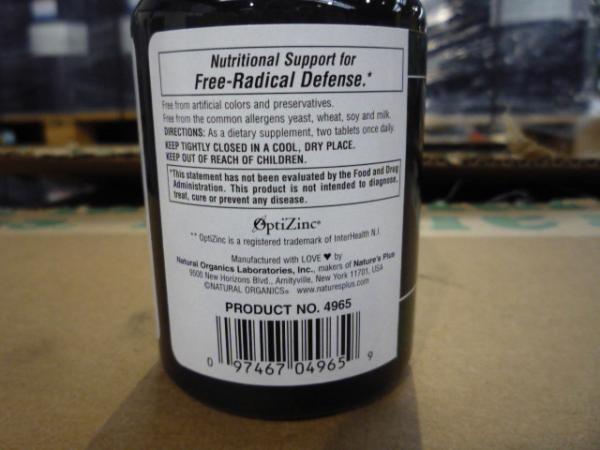 Nutritional Support for
Free-Radical Defense.*
Free from artificial colors and preservatives.
Free from the common allergens yeast, wheat, soy and milk.
DIRECTIONS: As a dietary supplement, two tablets once daily.
KEEP TIGHTLY CLOSED IN A COOL, DRY PLACE.
KEEP OUT OF REACH OF CHILDREN.
*This statement has not been evaluated by the Food and Drug
Administration. This product is not intended to diagnose,
treat, cure or prevent any disease.
OptiZinc®
** OptiZinc is a registered trademark of InterHealth N.I.
Manufactured with LOVE ♥ by
Natural Organics Laboratories, Inc., makers of Nature's Plus
9500 New Horizons Blvd., Amityville, New York 11701, USA
©NATURAL ORGANICS® www.naturesplus.com
PRODUCT NO. 4965
0 97467 04965 9